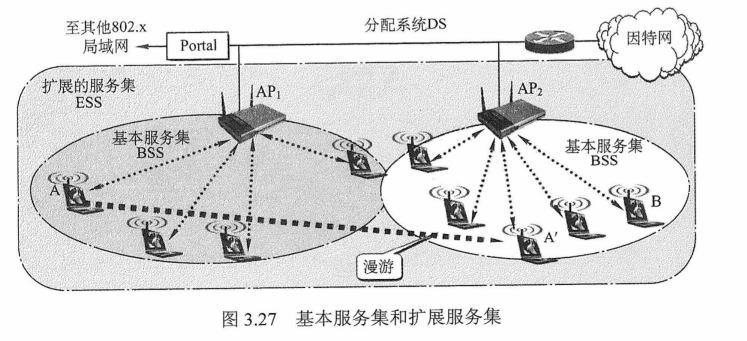 至其他802.x
局域网
Portal
分配系统DS
因特网
扩展的服务集
ESS
AP₁
AP₂
基本服务集
BSS
基本服务集
BSS
A
B
A′
漫游
图 3.27 基本服务集和扩展服务集